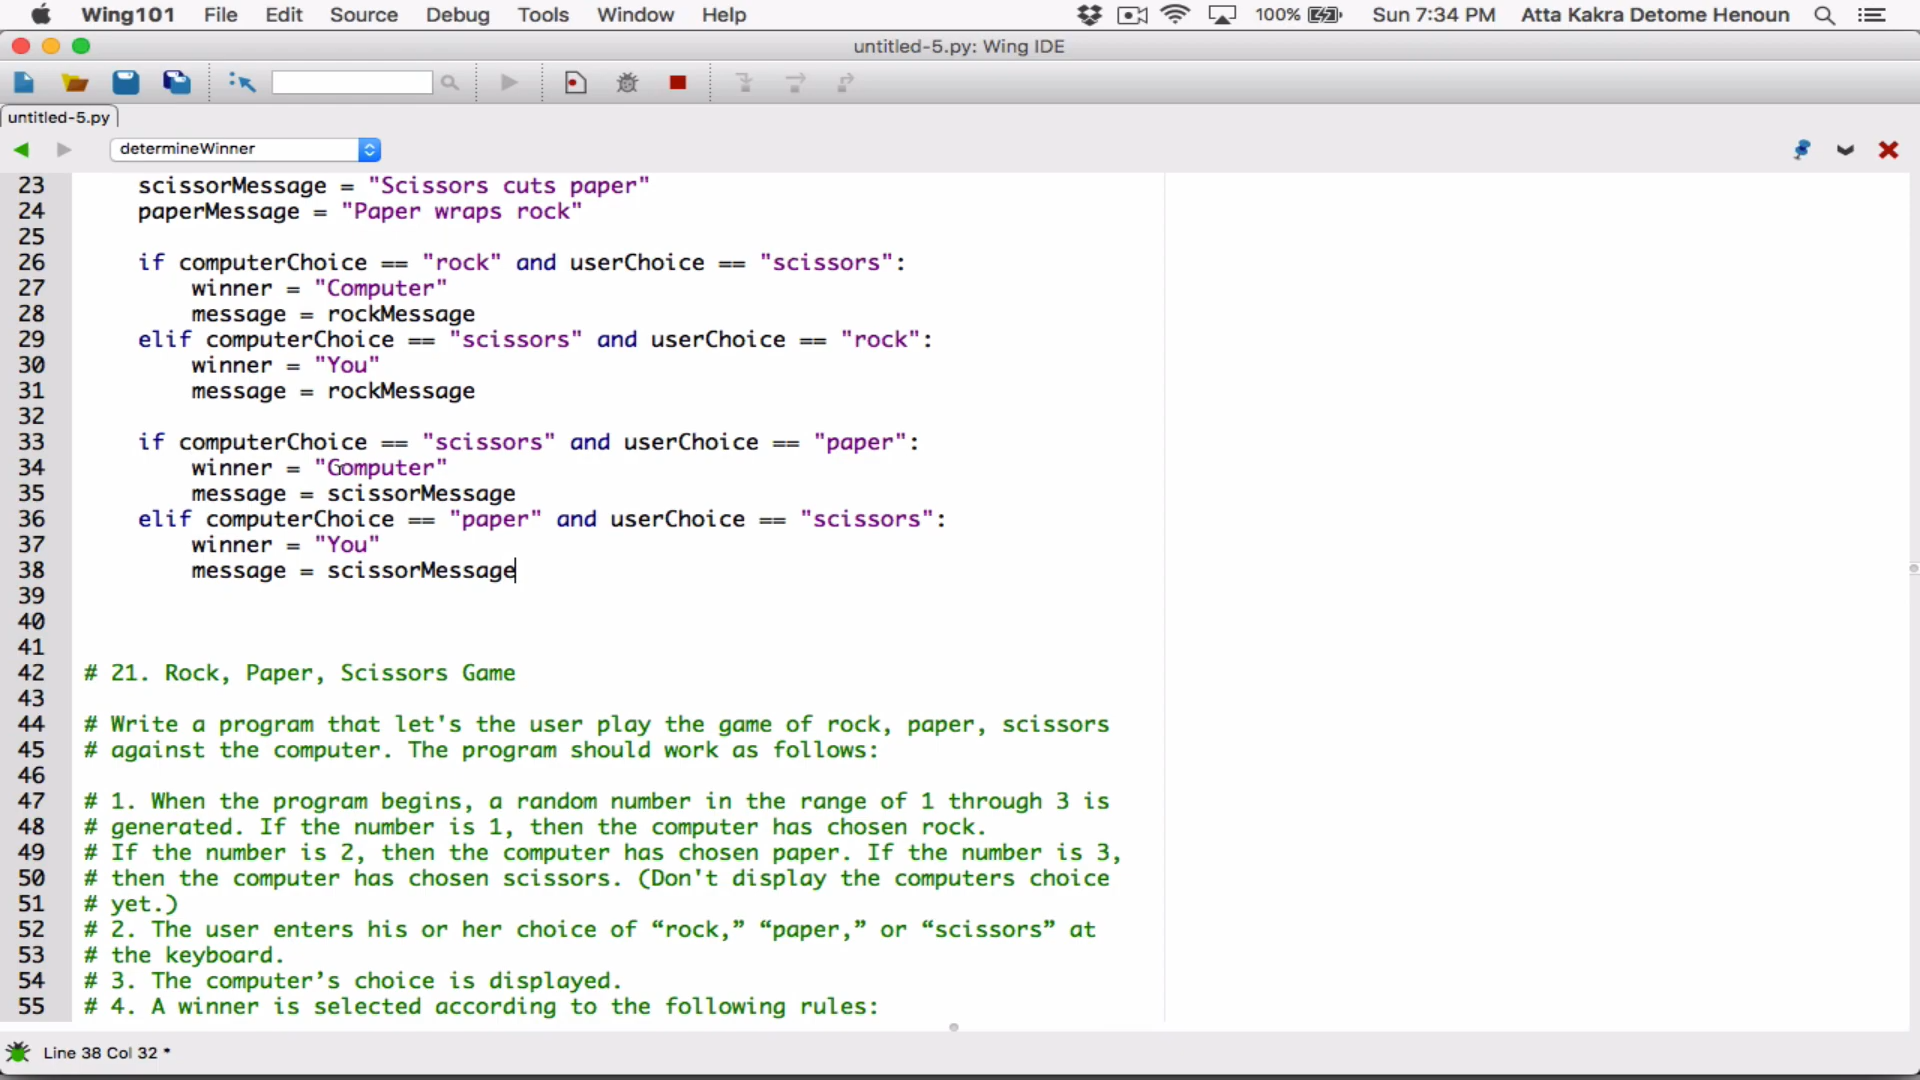 Wing101 File Edit Source Debug Tools Window Help 100% Sun 7:34 PM Atta Kakra Detome Henoun
untitled-5.py: Wing IDE
untitled-5.py
determineWinner
23 scissorMessage = "Scissors cuts paper"
24 paperMessage = "Paper wraps rock"
25
26 if computerChoice == "rock" and userChoice == "scissors":
27 winner = "Computer"
28 message = rockMessage
29 elif computerChoice == "scissors" and userChoice == "rock":
30 winner = "You"
31 message = rockMessage
32
33 if computerChoice == "scissors" and userChoice == "paper":
34 winner = "Computer"
35 message = scissorMessage
36 elif computerChoice == "paper" and userChoice == "scissors":
37 winner = "You"
38 message = scissorMessage
39
40
41
42 # 21. Rock, Paper, Scissors Game
43
44 # Write a program that let's the user play the game of rock, paper, scissors
45 # against the computer. The program should work as follows:
46
47 # 1. When the program begins, a random number in the range of 1 through 3 is
48 # generated. If the number is 1, then the computer has chosen rock.
49 # If the number is 2, then the computer has chosen paper. If the number is 3,
50 # then the computer has chosen scissors. (Don't display the computers choice
51 # yet.)
52 # 2. The user enters his or her choice of “rock,” “paper,” or “scissors” at
53 # the keyboard.
54 # 3. The computer’s choice is displayed.
55 # 4. A winner is selected according to the following rules:
Line 38 Col 32 *